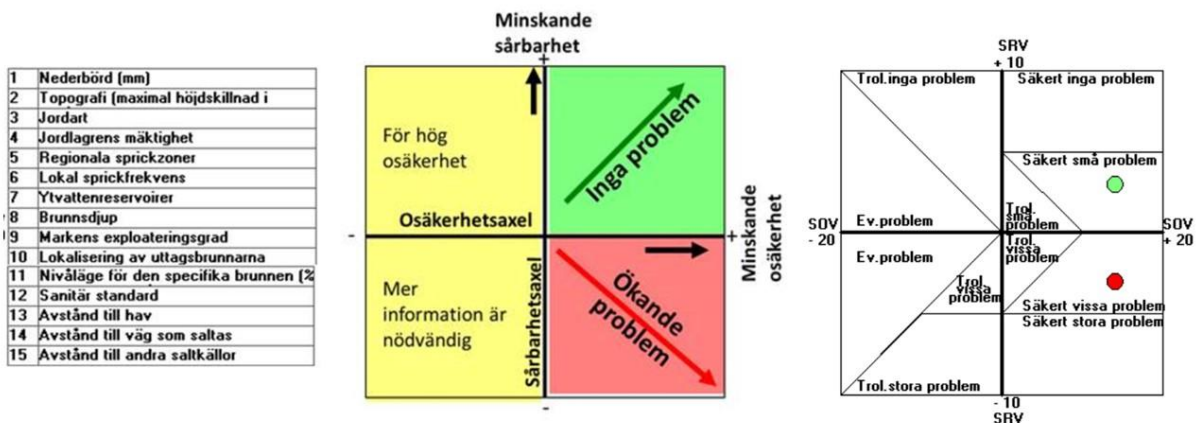 1 Nederbörd (mm)
2 Topografi (maximal höjdskillnad i
3 Jordart
4 Jordlagrens mäktighet
5 Regionala sprickzoner
6 Lokal sprickfrekvens
7 Ytvattenreservoirer
8 Brunnsdjup
9 Markens exploateringsgrad
10 Lokalisering av uttagsbrunnarna
11 Nivåläge för den specifika brunnen (%
12 Sanitär standard
13 Avstånd till hav
14 Avstånd till väg som saltas
15 Avstånd till andra saltkällor
Minskande
sårbarhet
+
För hög
osäkerhet
Inga problem
Osäkerhetsaxel
-
+
Minskande
osäkerhet
Mer
information är
nödvändig
Sårbarhetsaxel
Ökande
problem
-
SRV
+ 10
Trol.inga problem
Säkert inga problem
Säkert små problem
Trol.
små
problem
Ev.problem
SOV
- 20
SOV
+ 20
Ev.problem
Trol.
vissa
problem
Trol.
vissa
problem
Säkert vissa problem
Säkert stora problem
Trol.stora problem
- 10
SRV